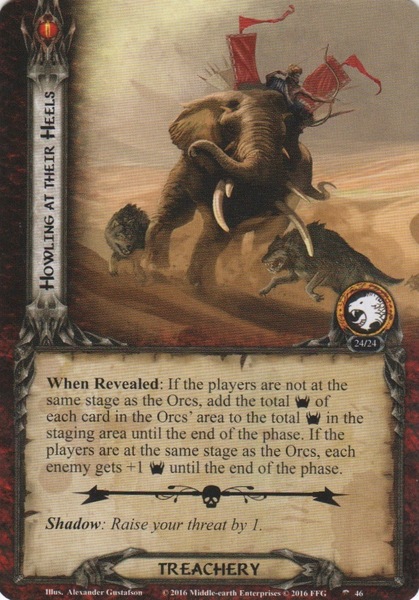 HOWLING AT THEIR HEELS
24/24
When Revealed: If the players are not at the
same stage as the Orcs, add the total of
each card in the Orcs' area to the total in
the staging area until the end of the phase. If the
players are at the same stage as the Orcs, each
enemy gets +1 until the end of the phase.
Shadow: Raise your threat by 1.
TREACHERY
Illus. Alexander Gustafson © 2016 Middle-earth Enterprises © 2016 FFG 46